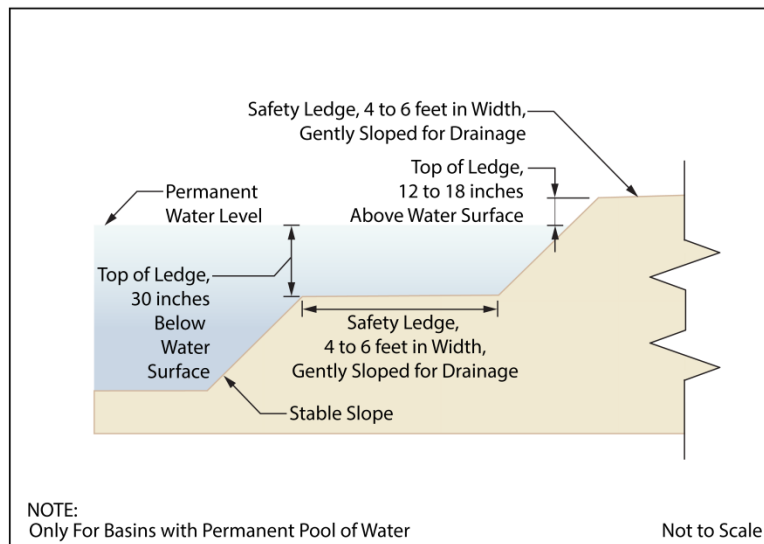 Safety Ledge, 4 to 6 feet in Width,
Gently Sloped for Drainage
Top of Ledge,
12 to 18 inches
Above Water Surface
Permanent
Water Level
Top of Ledge,
30 inches
Below
Water
Surface
Safety Ledge,
4 to 6 feet in Width,
Gently Sloped for Drainage
Stable Slope
NOTE:
Only For Basins with Permanent Pool of Water
Not to Scale